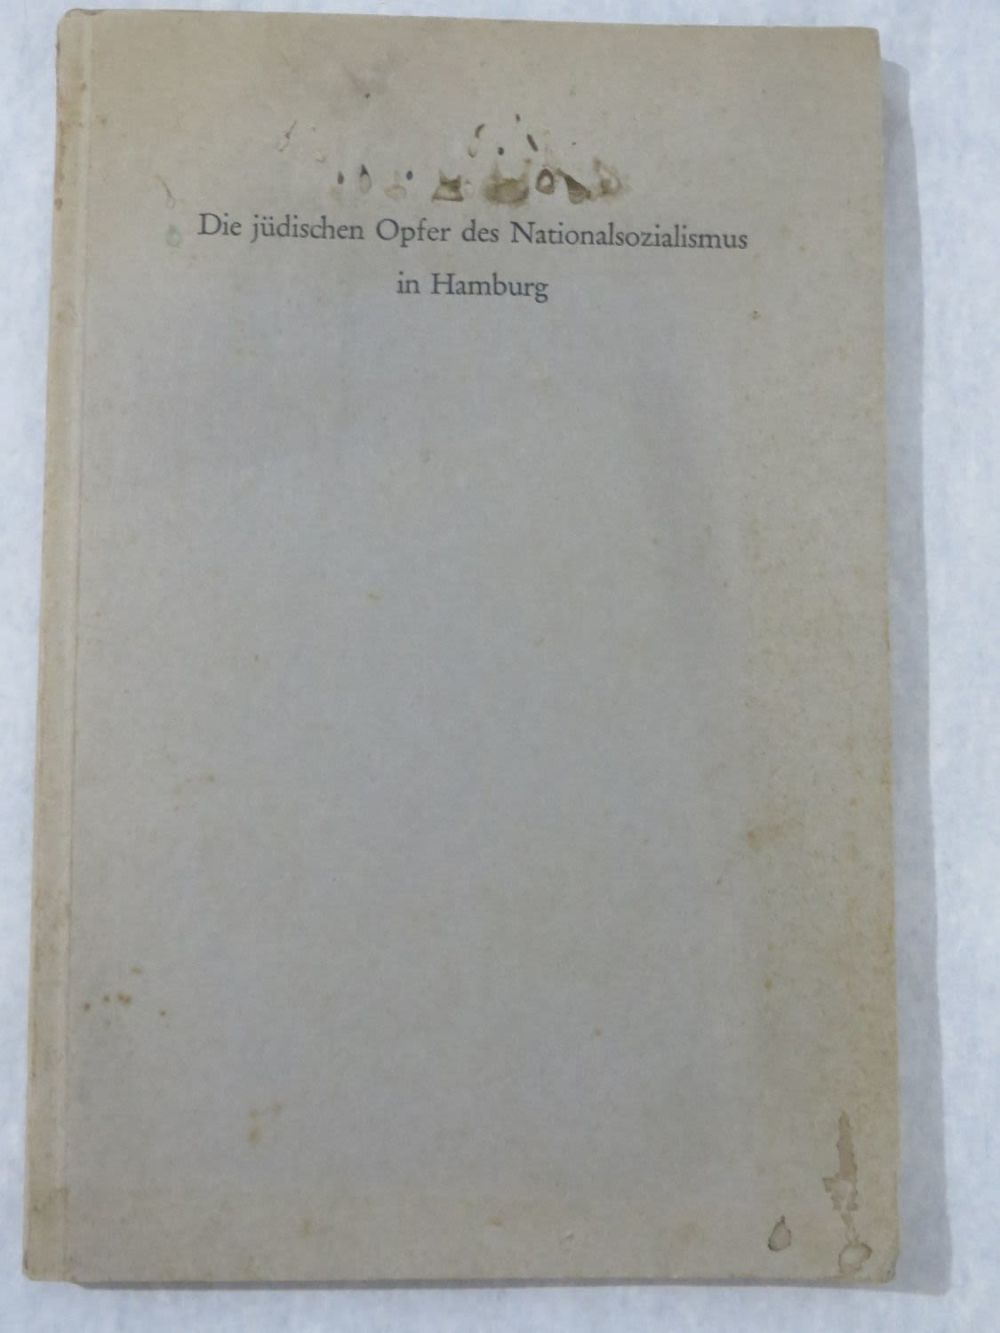 Die jüdischen Opfer des Nationalsozialismus
in Hamburg